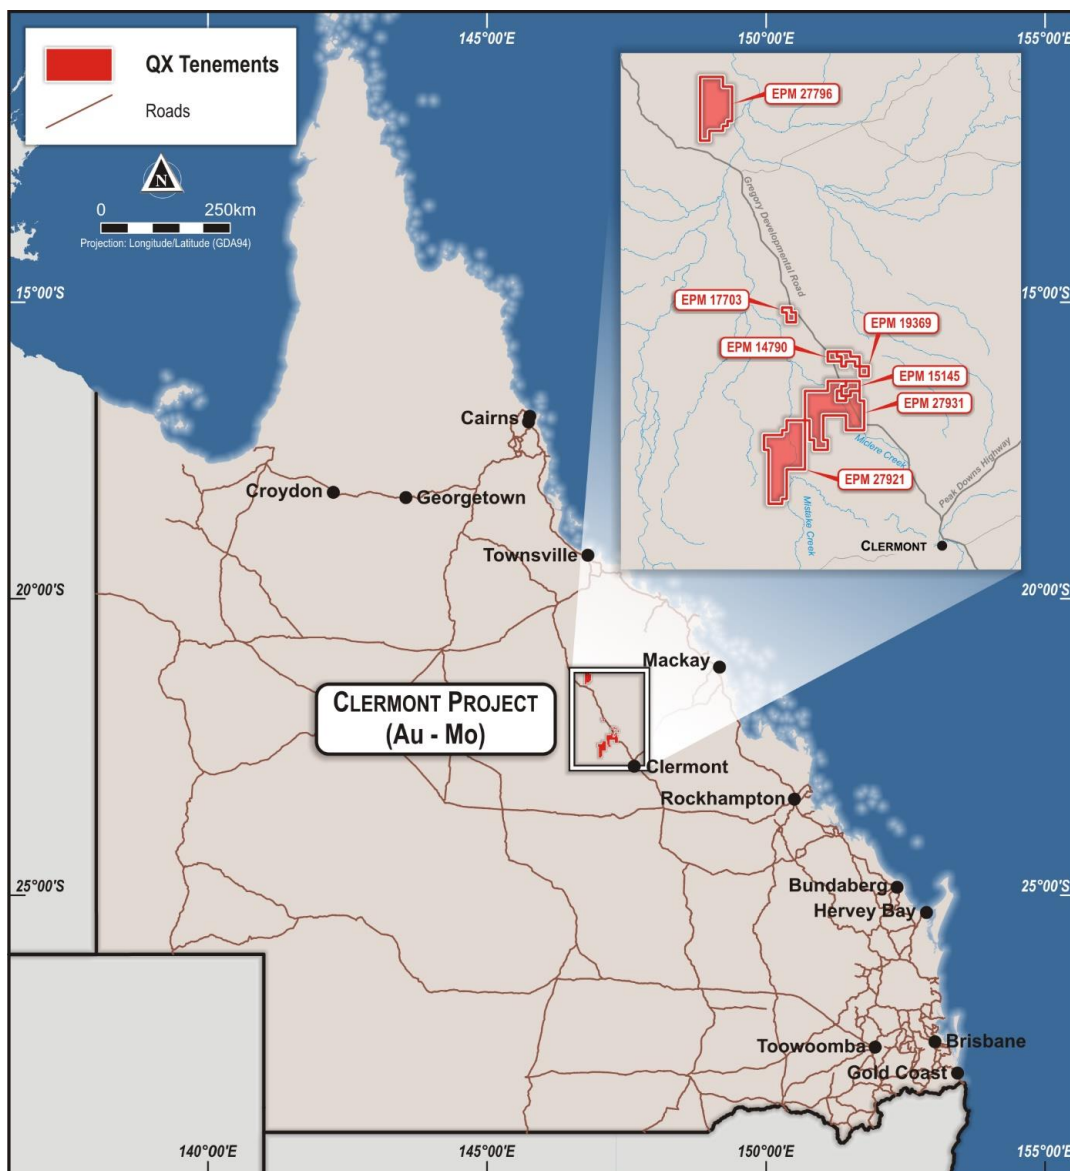 145°00'E
150°00'E
155°00'E
QX Tenements
Roads
N
0 250km
Projection: Longitude/Latitude (GDA94)
EPM 27796
Gregory Developmental Road
EPM 17703
EPM 19369
EPM 14790
EPM 15145
EPM 27931
Miclere Creek
Peak Downs Highway
EPM 27921
Mistake Creek
CLERMONT
15°00'S
15°00'S
Cairns
Croydon
Georgetown
Townsville
20°00'S
20°00'S
Mackay
CLERMONT PROJECT
(Au - Mo)
Clermont
Rockhampton
25°00'S
25°00'S
Bundaberg
Hervey Bay
Toowoomba
Brisbane
Gold Coast
140°00'E
145°00'E
150°00'E
155°00'E